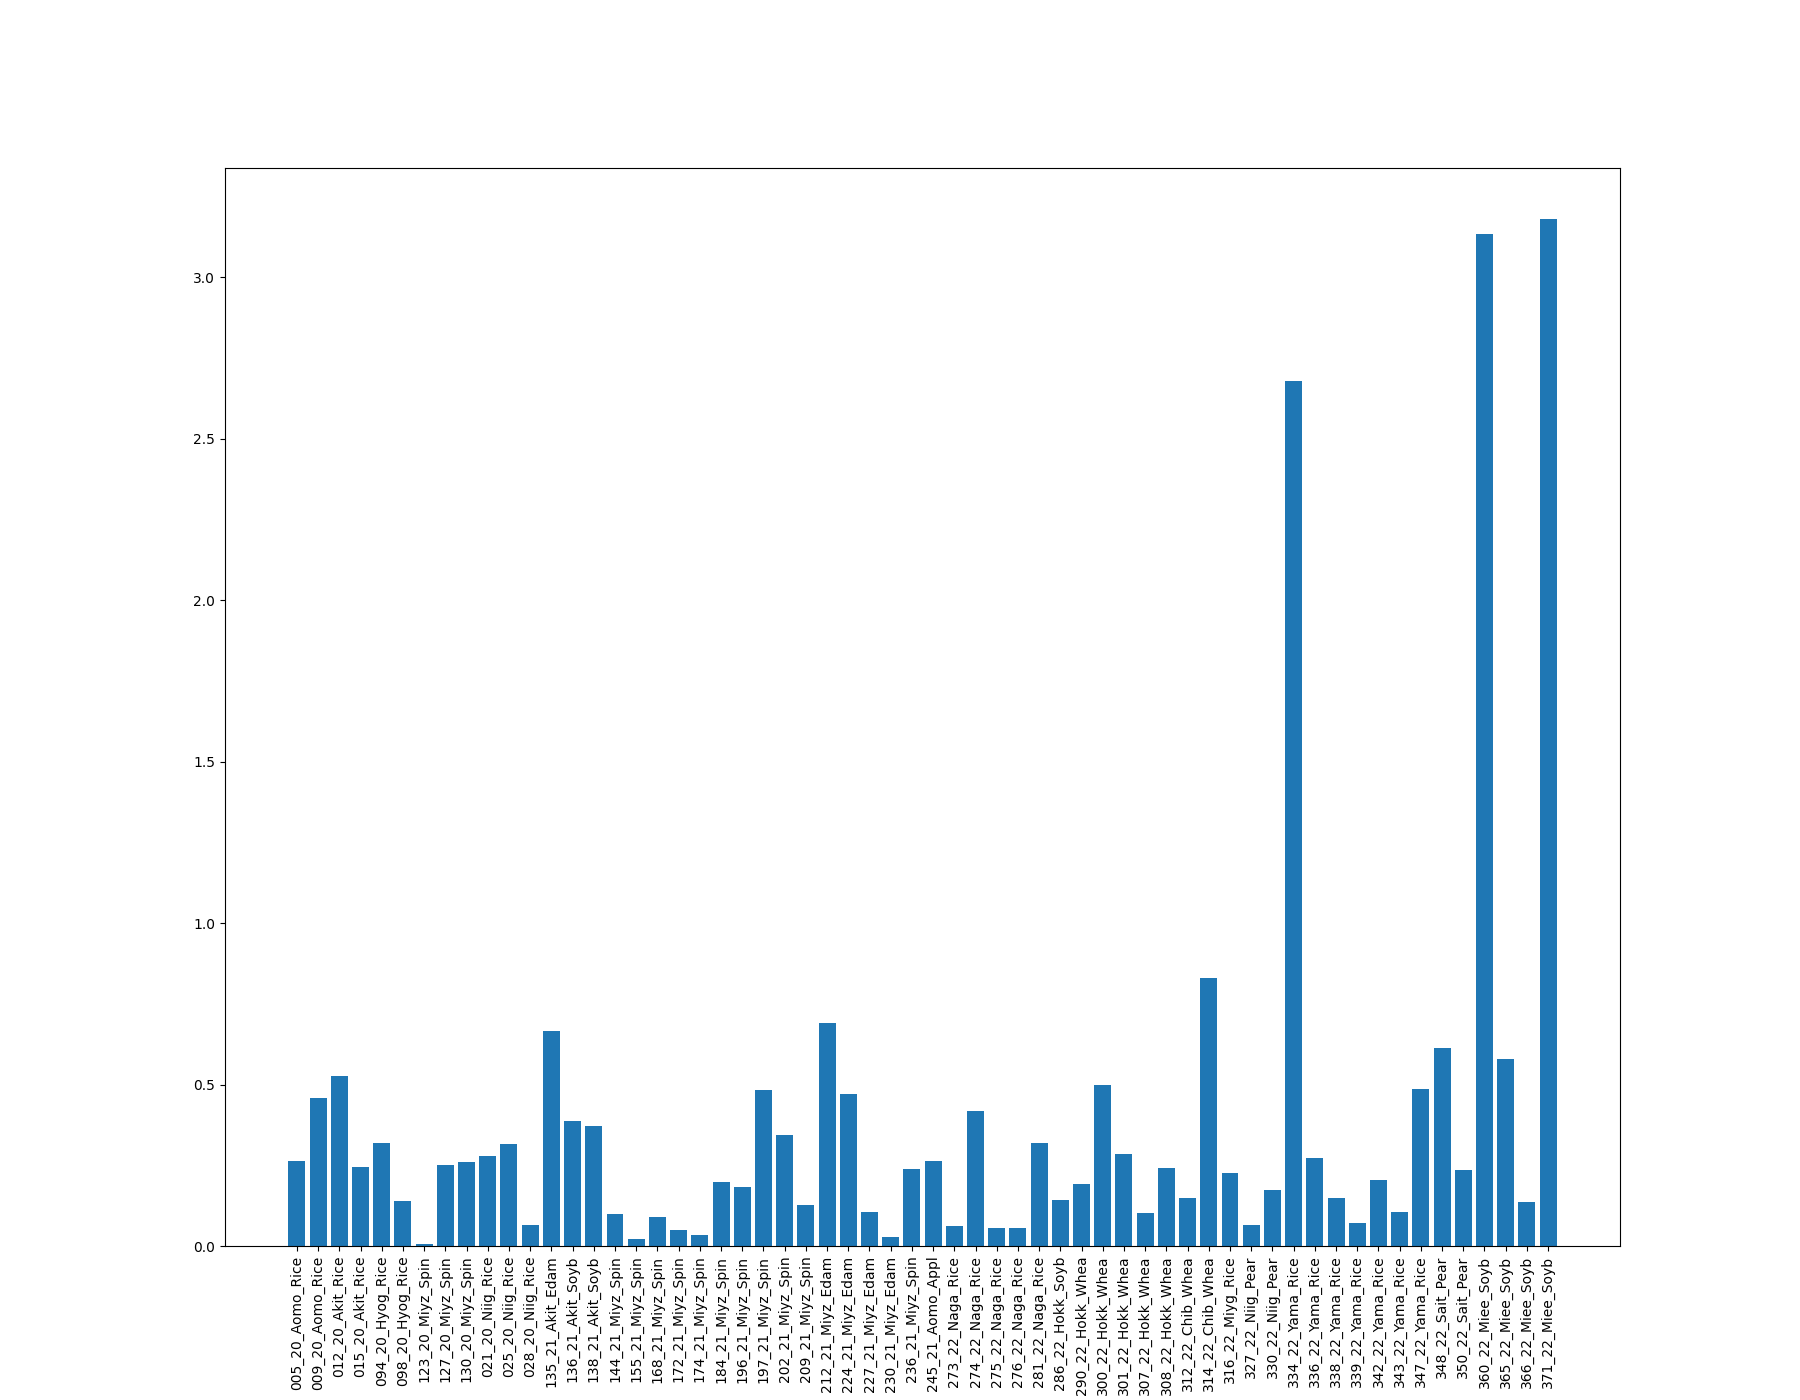 3.0
2.5
2.0
1.5
1.0
0.5
0.0
005_20_Aomo_Rice
009_20_Aomo_Rice
012_20_Akit_Rice
015_20_Akit_Rice
094_20_Hyog_Rice
098_20_Hyog_Rice
123_20_Miyz_Spin
127_20_Miyz_Spin
130_20_Miyz_Spin
021_20_Niig_Rice
025_20_Niig_Rice
028_20_Niig_Rice
135_21_Akit_Edam
136_21_Akit_Soyb
138_21_Akit_Soyb
144_21_Miyz_Spin
155_21_Miyz_Spin
168_21_Miyz_Spin
172_21_Miyz_Spin
174_21_Miyz_Spin
184_21_Miyz_Spin
196_21_Miyz_Spin
197_21_Miyz_Spin
202_21_Miyz_Spin
209_21_Miyz_Spin
212_21_Miyz_Edam
224_21_Miyz_Edam
227_21_Miyz_Edam
230_21_Miyz_Edam
236_21_Miyz_Spin
245_21_Aomo_Appl
273_22_Naga_Rice
274_22_Naga_Rice
275_22_Naga_Rice
276_22_Naga_Rice
281_22_Naga_Rice
286_22_Hokk_Soyb
290_22_Hokk_Whea
300_22_Hokk_Whea
301_22_Hokk_Whea
307_22_Hokk_Whea
308_22_Hokk_Whea
312_22_Chib_Whea
314_22_Chib_Whea
316_22_Miyg_Rice
327_22_Niig_Pear
330_22_Niig_Pear
334_22_Yama_Rice
336_22_Yama_Rice
338_22_Yama_Rice
339_22_Yama_Rice
342_22_Yama_Rice
343_22_Yama_Rice
347_22_Yama_Rice
348_22_Sait_Pear
350_22_Sait_Pear
360_22_Miee_Soyb
365_22_Miee_Soyb
366_22_Miee_Soyb
371_22_Miee_Soyb